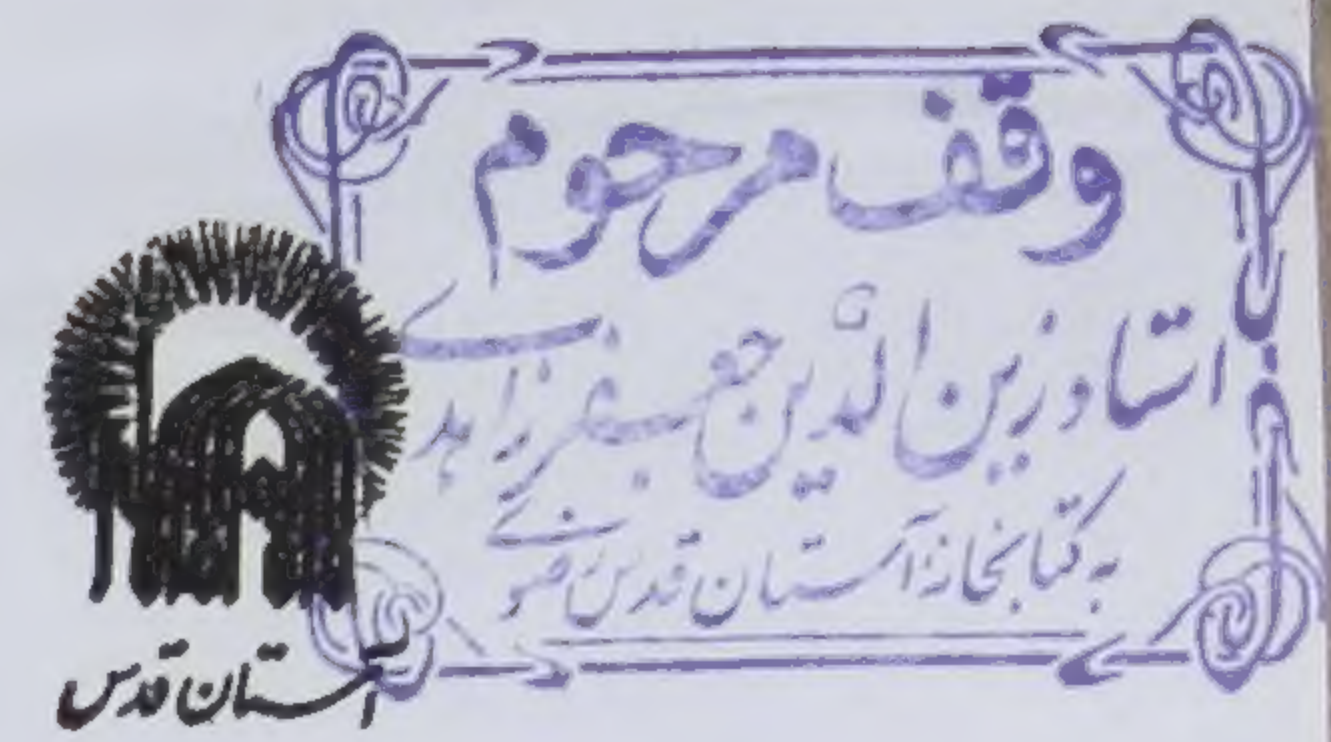 وقف مرحوم
استاد زین الدین جعفر زاهدی
به کتابخانه آستان قدس رضوی
آستان قدس